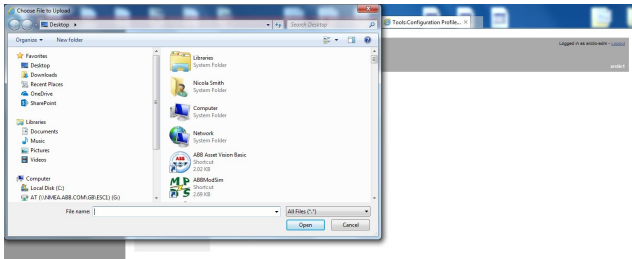 Choose File to Upload
Desktop
Search Desktop
Tools:Configuration Profile...
Organize
New folder
Logged in as
Favorites
Desktop
Downloads
Recent Places
OneDrive
SharePoint
Libraries
Documents
Music
Pictures
Videos
Computer
Local Disk (C:)
AT (\\NMEA.ABB.COM\GB\ESC1) (G:)
Libraries
System Folder
Nicola Smith
System Folder
Computer
System Folder
Network
System Folder
ABB Asset Vision Basic
Shortcut
2.02 KB
ABBModSim
Shortcut
2.69 KB
File name:
All Files (*.*)
Open
Cancel